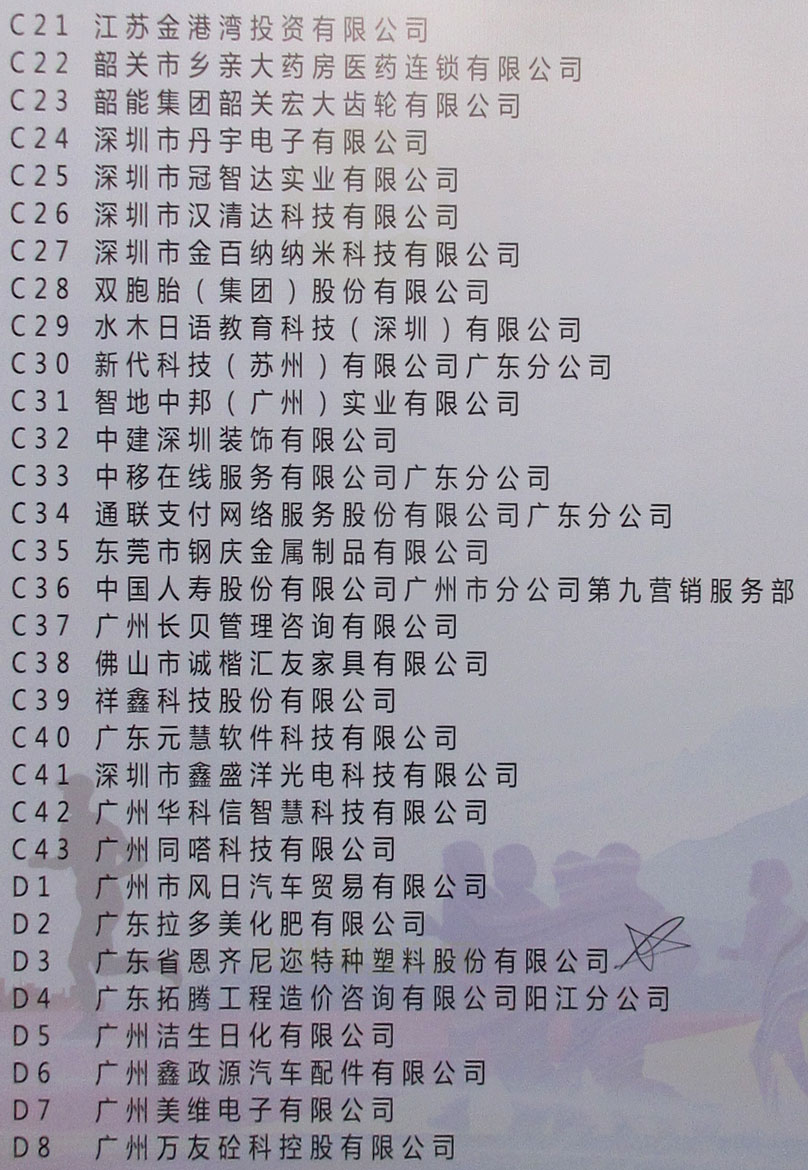 C21 江苏金港湾投资有限公司
C22 韶关市乡亲大药房医药连锁有限公司
C23 韶能集团韶关宏大齿轮有限公司
C24 深圳市丹宇电子有限公司
C25 深圳市冠智达实业有限公司
C26 深圳市汉清达科技有限公司
C27 深圳市金百纳纳米科技有限公司
C28 双胞胎（集团）股份有限公司
C29 水木日语教育科技（深圳）有限公司
C30 新代科技（苏州）有限公司广东分公司
C31 智地中邦（广州）实业有限公司
C32 中建深圳装饰有限公司
C33 中移在线服务有限公司广东分公司
C34 通联支付网络服务股份有限公司广东分公司
C35 东莞市钢庆金属制品有限公司
C36 中国人寿股份有限公司广州市分公司第九营销服务部
C37 广州长贝管理咨询有限公司
C38 佛山市诚楷汇友家具有限公司
C39 祥鑫科技股份有限公司
C40 广东元慧软件科技有限公司
C41 深圳市鑫盛洋光电科技有限公司
C42 广州华科信智慧科技有限公司
C43 广州同嗒科技有限公司
D1 广州市风日汽车贸易有限公司
D2 广东拉多美化肥有限公司
D3 广东省恩齐尼迩特种塑料股份有限公司
D4 广东拓腾工程造价咨询有限公司阳江分公司
D5 广州洁生日化有限公司
D6 广州鑫政源汽车配件有限公司
D7 广州美维电子有限公司
D8 广州万友砼科控股有限公司